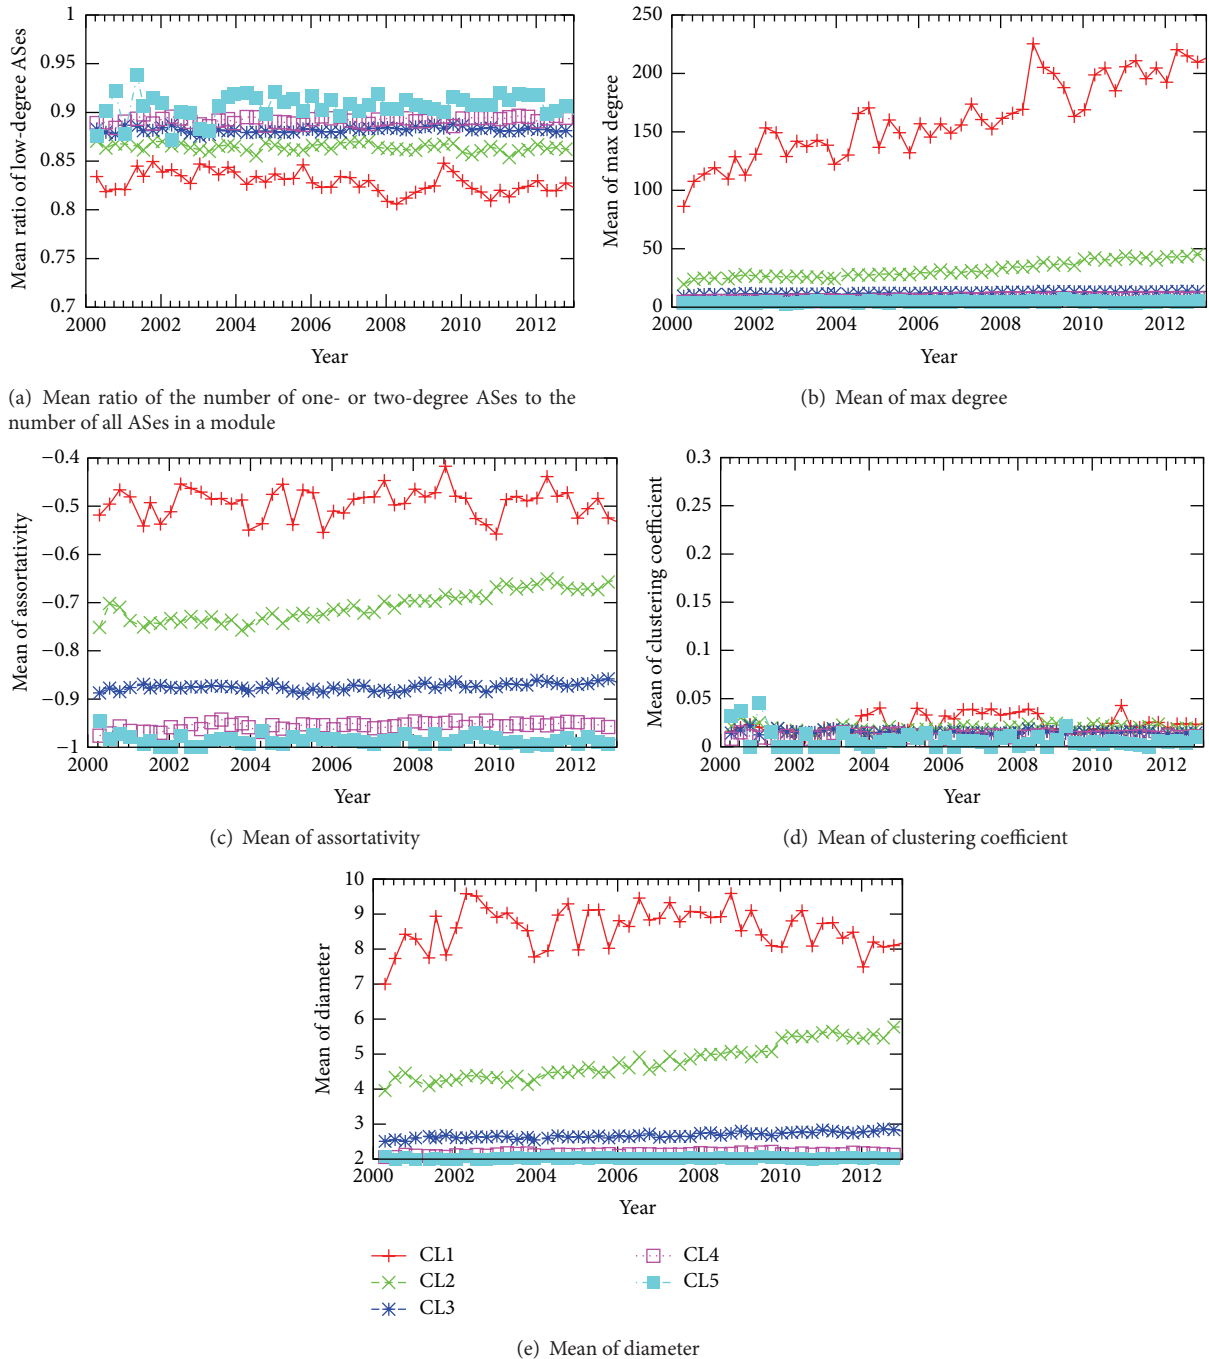 1
0.95
0.9
0.85
0.8
0.75
0.7
Mean ratio of low-degree ASes
2000 2002 2004 2006 2008 2010 2012
Year
(a) Mean ratio of the number of one- or two-degree ASes to the
number of all ASes in a module
250
200
150
100
50
0
Mean of max degree
2000 2002 2004 2006 2008 2010 2012
Year
(b) Mean of max degree
−0.4
−0.5
−0.6
−0.7
−0.8
−0.9
−1
Mean of assortativity
2000 2002 2004 2006 2008 2010 2012
Year
(c) Mean of assortativity
0.3
0.25
0.2
0.15
0.1
0.05
0
Mean of clustering coefficient
2000 2002 2004 2006 2008 2010 2012
Year
(d) Mean of clustering coefficient
10
9
8
7
6
5
4
3
2
Mean of diameter
2000 2002 2004 2006 2008 2010 2012
Year
CL1
CL2
CL3
CL4
CL5
(e) Mean of diameter